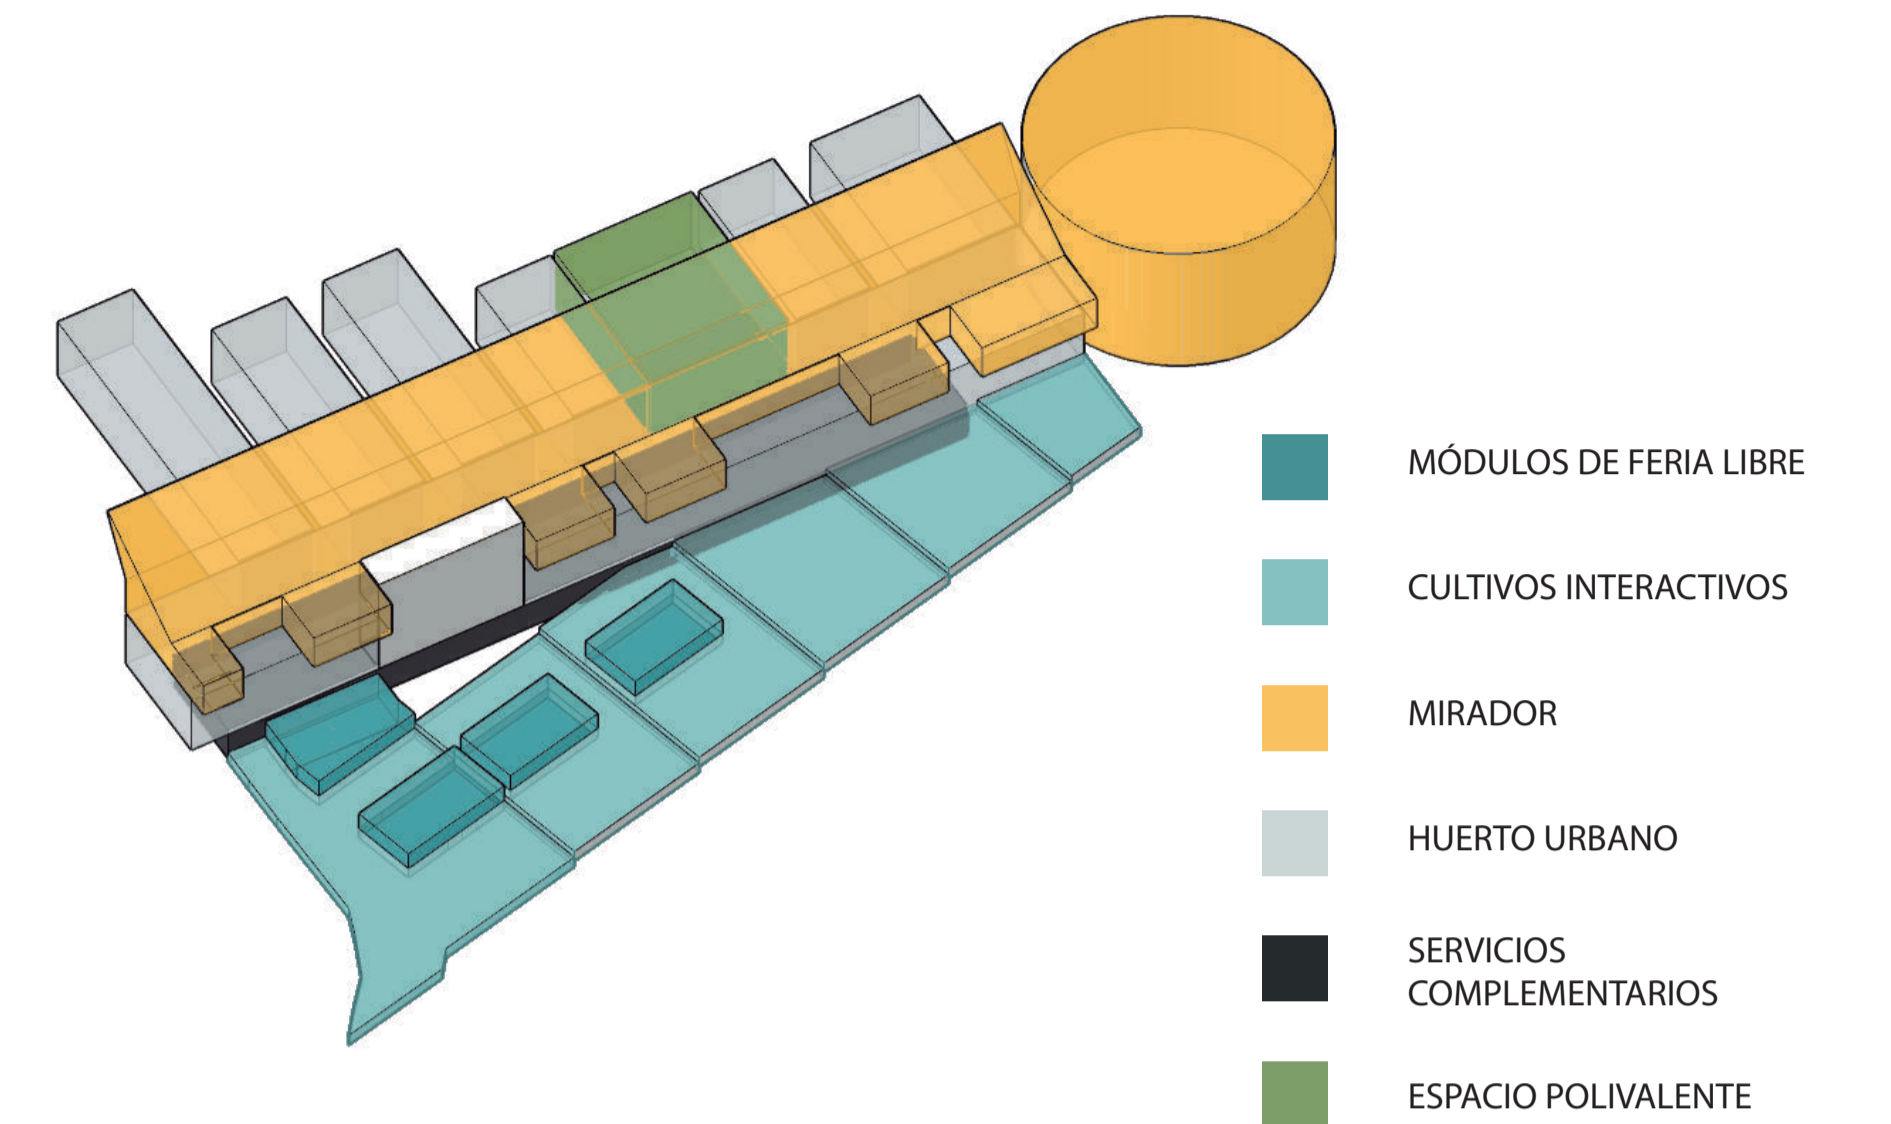 MÓDULOS DE FERIA LIBRE
CULTIVOS INTERACTIVOS
MIRADOR
HUERTO URBANO
SERVICIOS
COMPLEMENTARIOS
ESPACIO POLIVALENTE